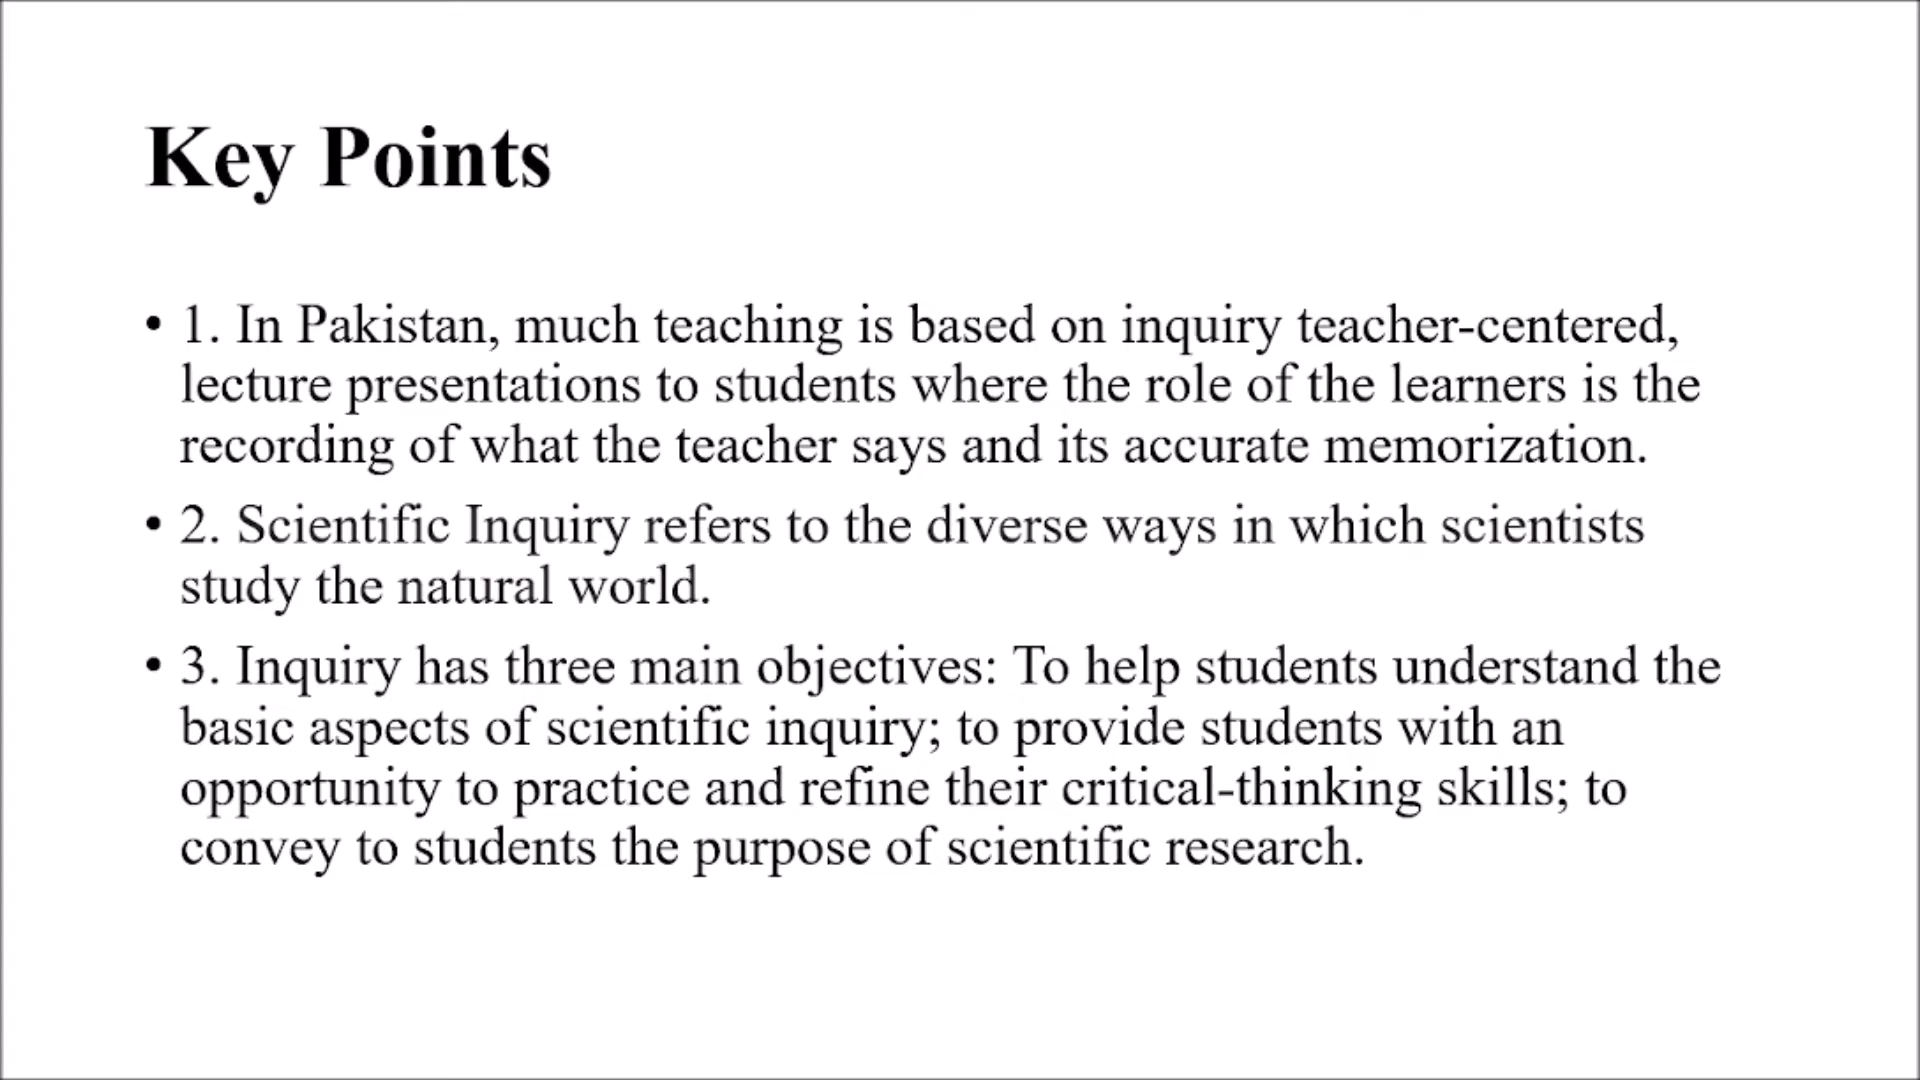 Key Points
• 1. In Pakistan, much teaching is based on inquiry teacher-centered,
lecture presentations to students where the role of the learners is the
recording of what the teacher says and its accurate memorization.
• 2. Scientific Inquiry refers to the diverse ways in which scientists
study the natural world.
• 3. Inquiry has three main objectives: To help students understand the
basic aspects of scientific inquiry; to provide students with an
opportunity to practice and refine their critical-thinking skills; to
convey to students the purpose of scientific research.